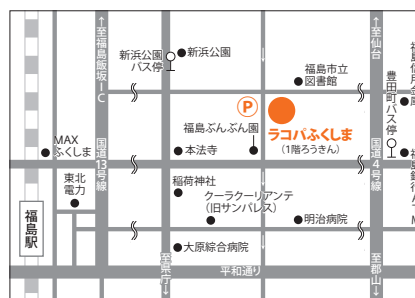 ↑至福島飯坂IC
新浜公園
バス停
新浜公園
↑至仙台
福島市立
図書館
豊田町バス停
P
ラコパふくしま
(1階ろうきん)
福島ぶんぶん園
MAX
ふくしま
国道13号線
本法寺
国道4号線
東北
電力
稲荷神社
クーラクーリアンテ
(旧サンパレス)
明治病院
福島駅
大原綜合病院
至県庁↓
平和通り
至郡山↓